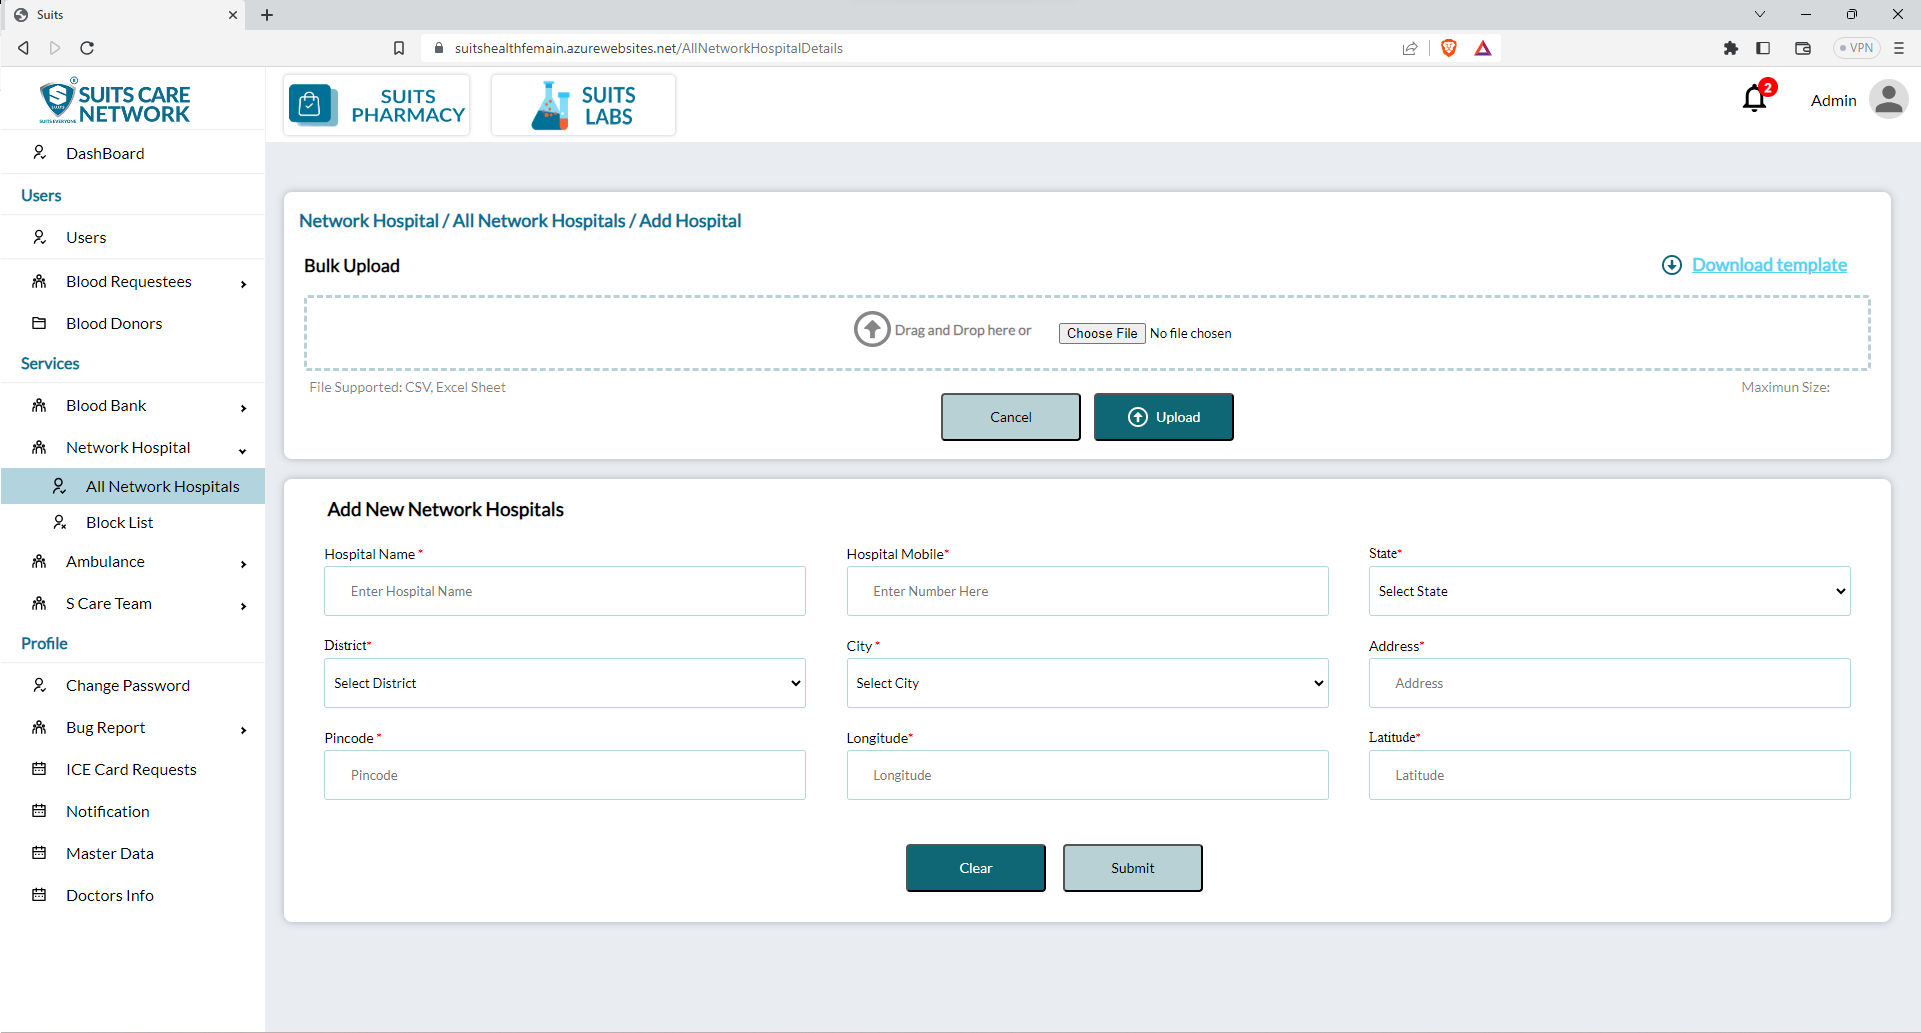 Suits
suitshealthfemain.azurewebsites.net/AllNetworkHospitalDetails
VPN
SUITS CARE
NETWORK
SUITS EVERYONE
SUITS
PHARMACY
SUITS
LABS
2
Admin
DashBoard
Users
Users
Blood Requestees
Blood Donors
Services
Blood Bank
Network Hospital
All Network Hospitals
Block List
Ambulance
S Care Team
Profile
Change Password
Bug Report
ICE Card Requests
Notification
Master Data
Doctors Info
Network Hospital / All Network Hospitals / Add Hospital
Bulk Upload
Download template
Drag and Drop here or
Choose File No file chosen
File Supported: CSV, Excel Sheet
Maximun Size:
Cancel
Upload
Add New Network Hospitals
Hospital Name *
Hospital Mobile*
State*
Enter Hospital Name
Enter Number Here
Select State
District*
City *
Address*
Select District
Select City
Address
Pincode *
Longitude*
Latitude*
Pincode
Longitude
Latitude
Clear
Submit